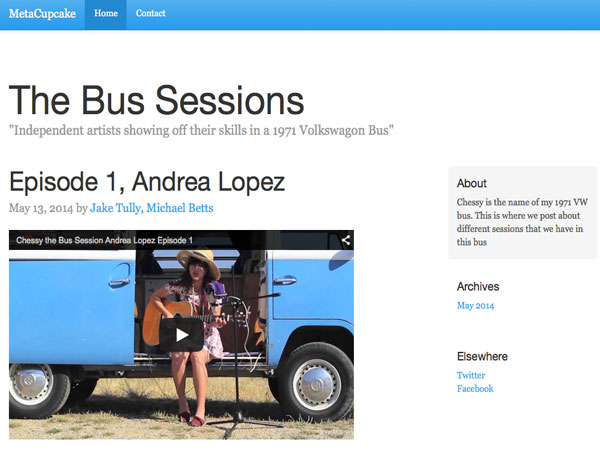 MetaCupcake Home Contact
The Bus Sessions
"Independent artists showing off their skills in a 1971 Volkswagon Bus"
Episode 1, Andrea Lopez
May 13, 2014 by Jake Tully, Michael Betts
Chessy the Bus Session Andrea Lopez Episode 1
About
Chessy is the name of my 1971 VW
bus. This is where we post about
different sessions that we have in
this bus
Archives
May 2014
Elsewhere
Twitter
Facebook